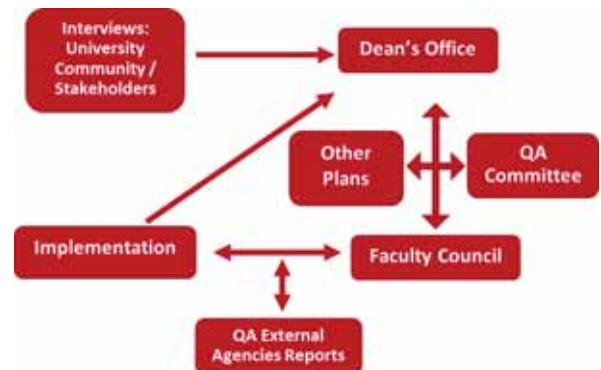 Interviews:
University
Community /
Stakeholders
Dean's Office
Other
Plans
QA
Committee
Implementation
Faculty Council
QA External
Agencies Reports